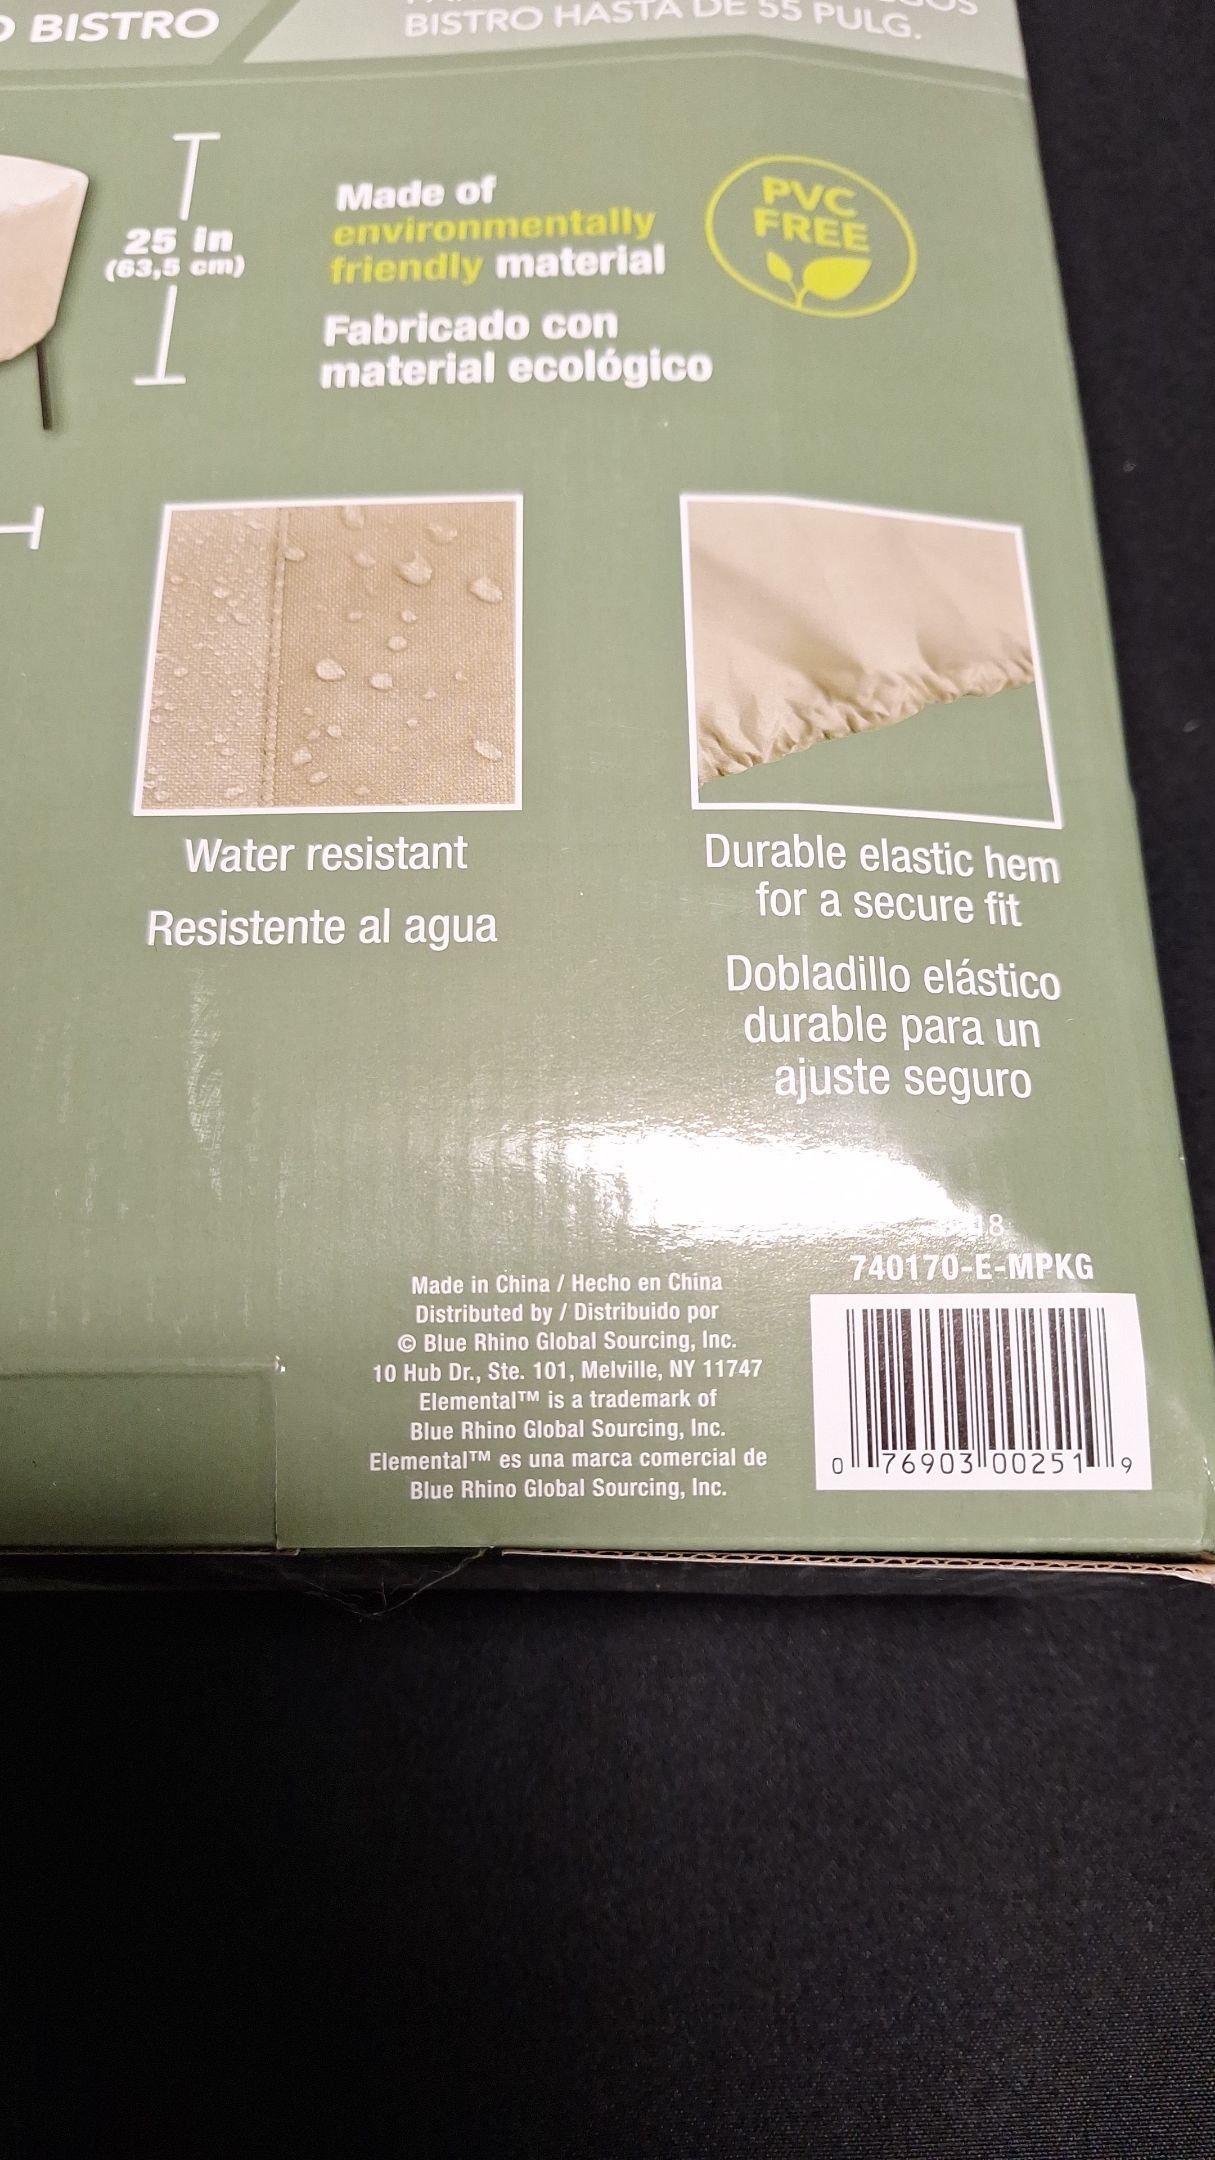 BISTRO
BISTRO HASTA DE 55 PULG.
25 in
(63,5 cm)
Made of
environmentally
friendly material
Fabricado con
material ecológico
PVC
FREE
Water resistant
Resistente al agua
Durable elastic hem
for a secure fit
Dobladillo elástico
durable para un
ajuste seguro
Made in China / Hecho en China
Distributed by / Distribuido por
© Blue Rhino Global Sourcing, Inc.
10 Hub Dr., Ste. 101, Melville, NY 11747
Elemental™ is a trademark of
Blue Rhino Global Sourcing, Inc.
Elemental™ es una marca comercial de
Blue Rhino Global Sourcing, Inc.
740170-E-MPKG
0 76903 00251 9